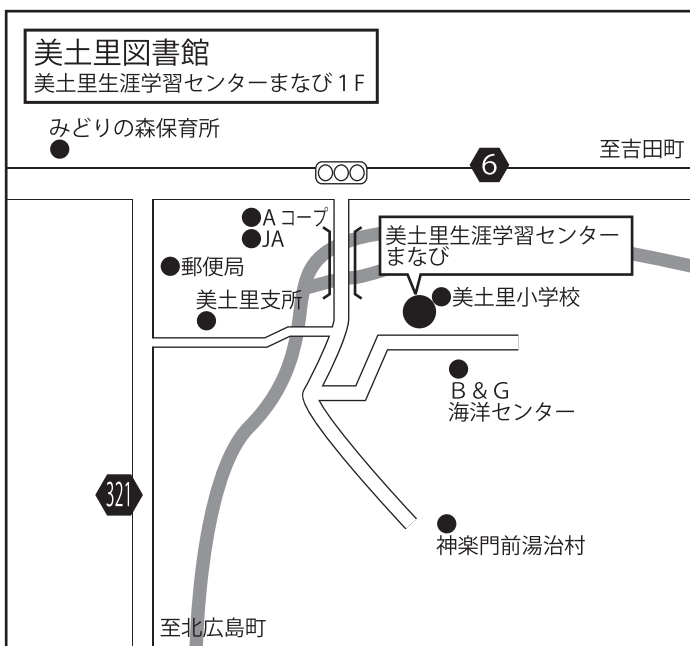 美土里図書館
美土里生涯学習センターまなび1F
みどりの森保育所
至吉田町
6
Aコープ
JA
美土里生涯学習センター
まなび
郵便局
美土里支所
美土里小学校
B&G
海洋センター
321
神楽門前湯治村
至北広島町